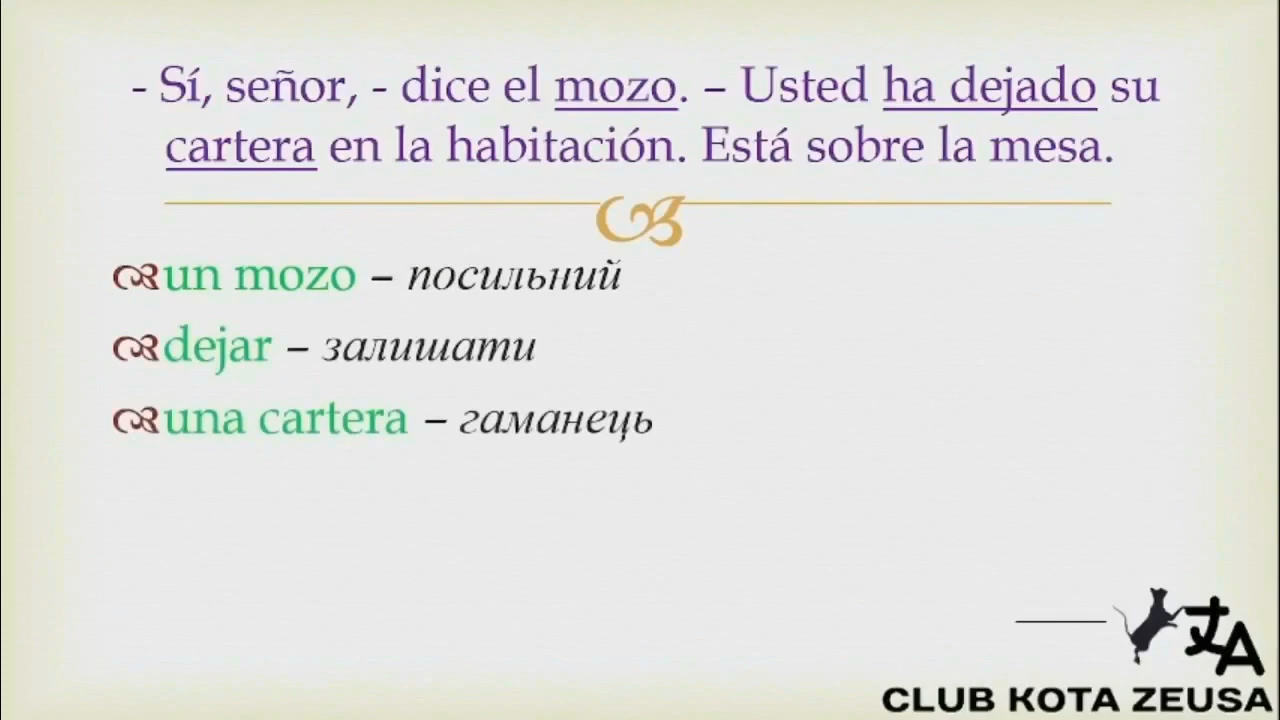 - Sí, señor, - dice el mozo. – Usted ha dejado su
cartera en la habitación. Está sobre la mesa.
un mozo – посильний
dejar – залишати
una cartera – гаманець
CLUB KOTA ZEUSA